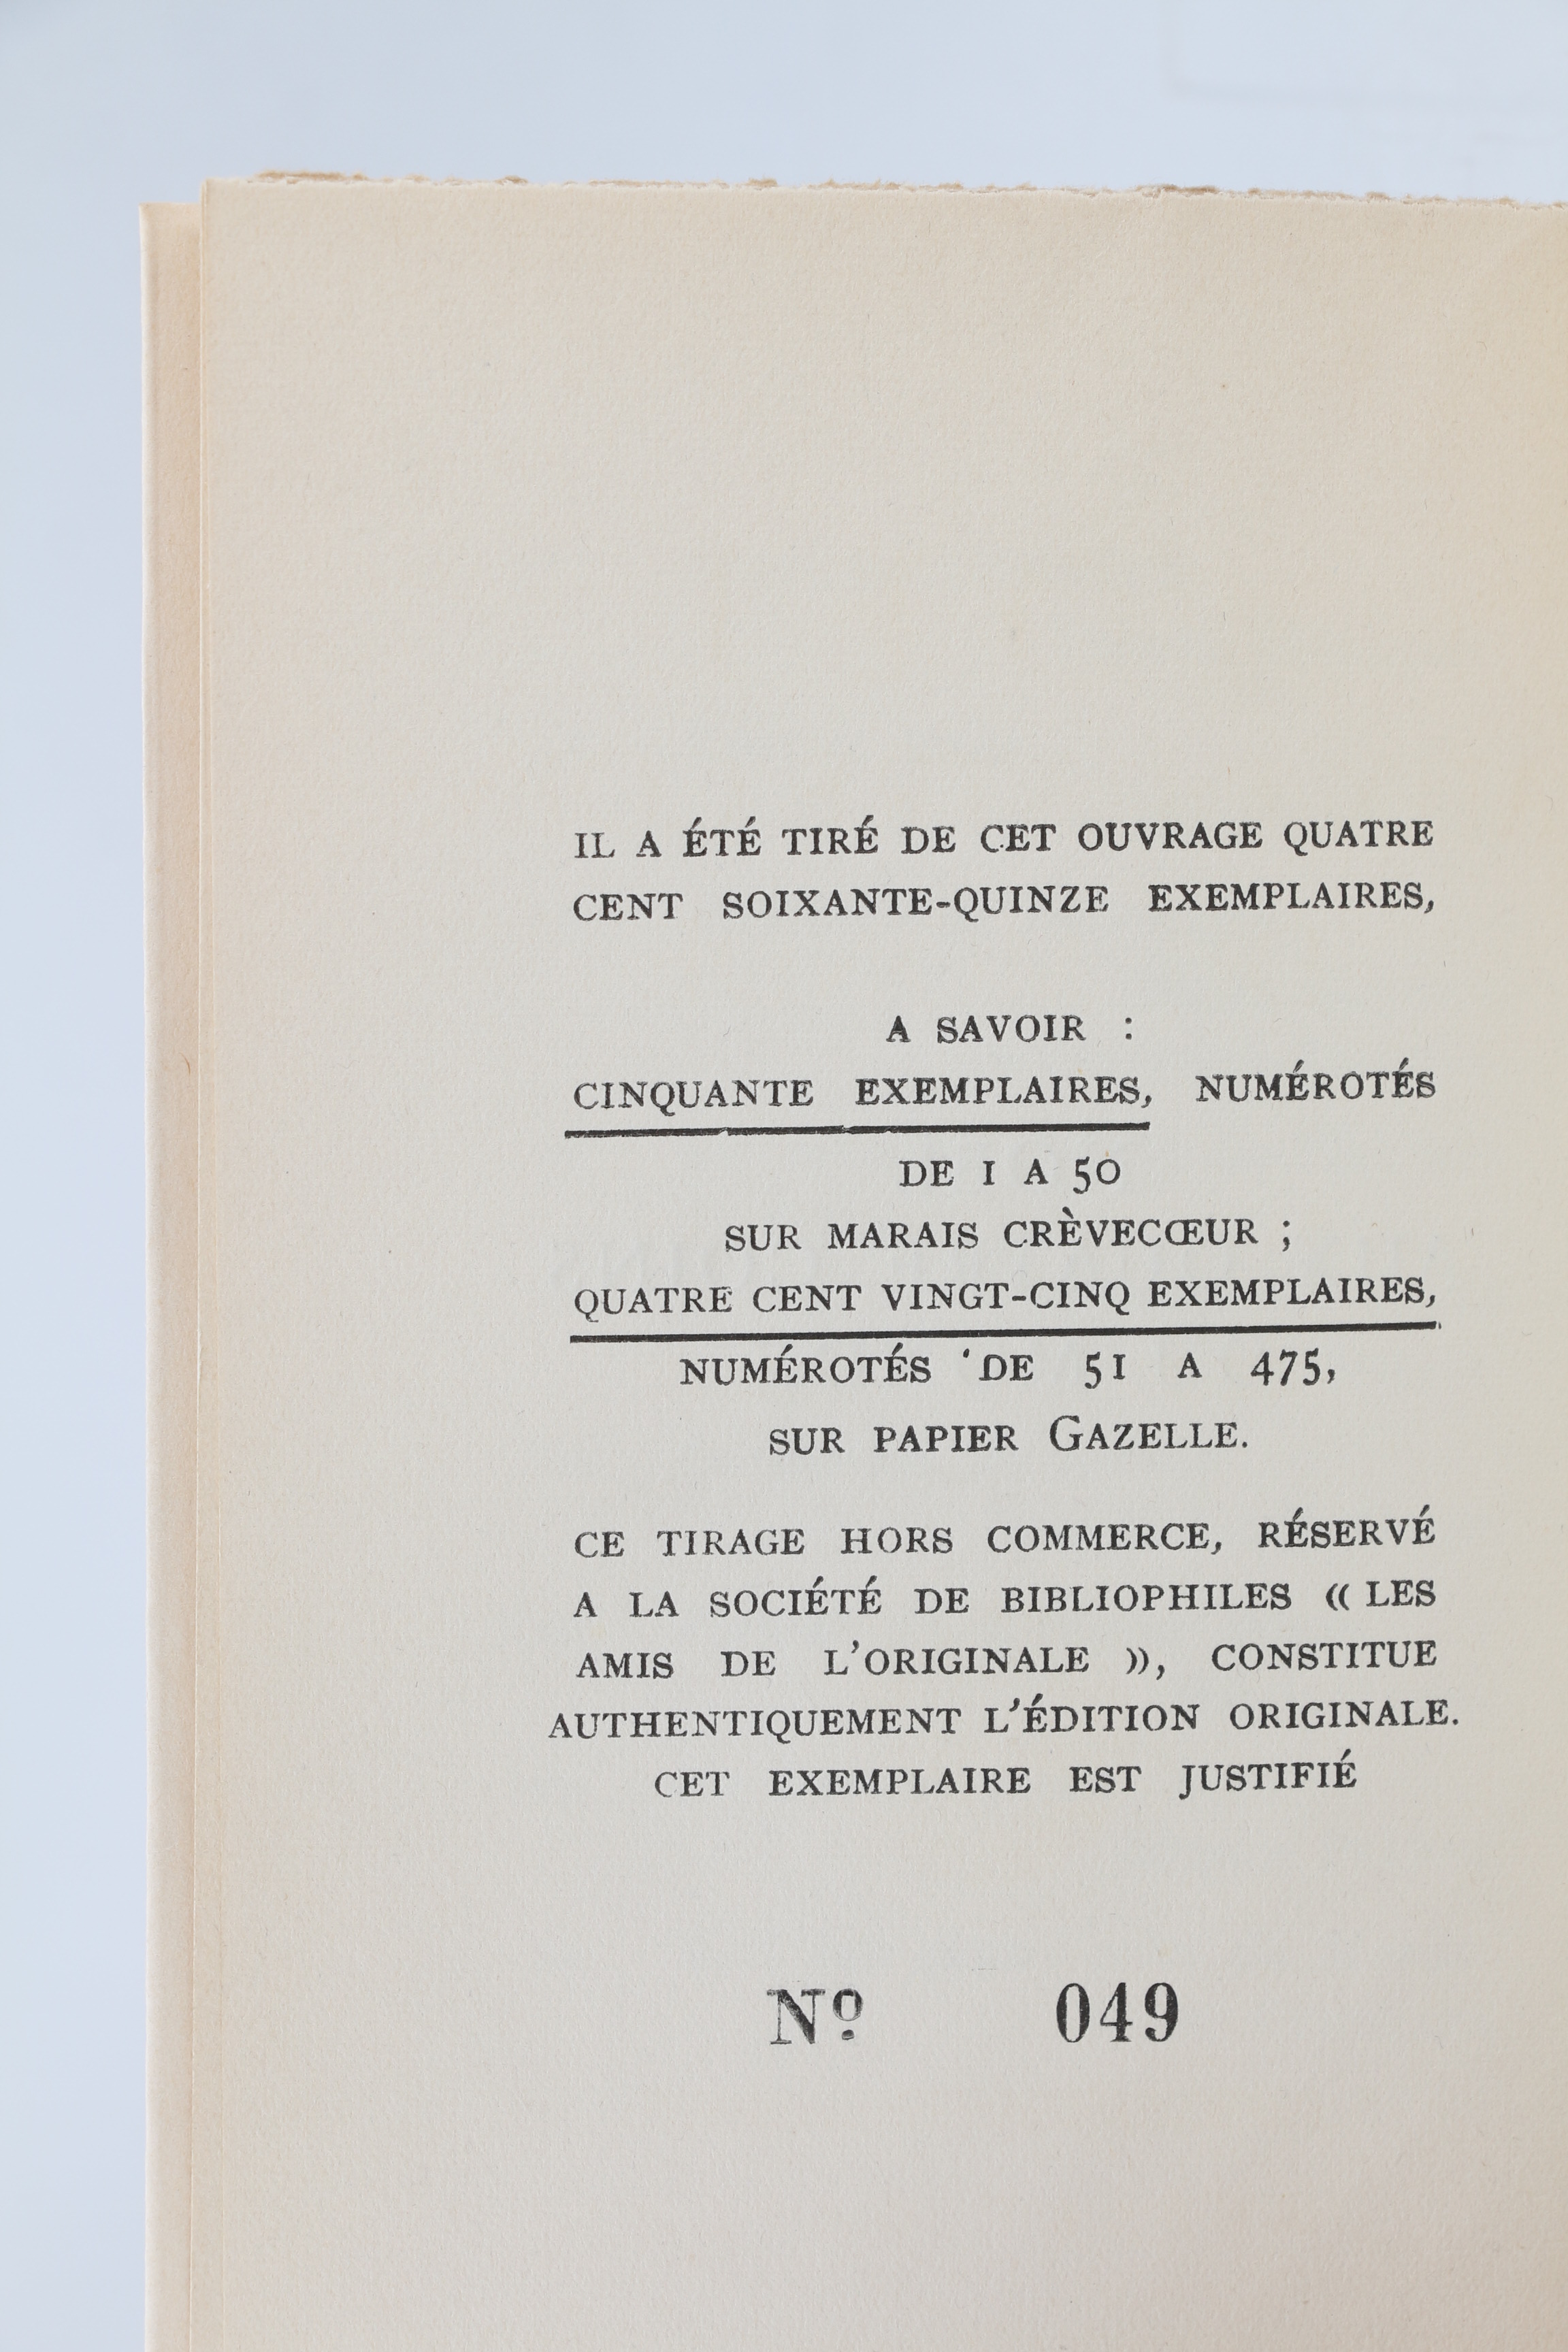 IL A ÉTÉ TIRÉ DE CET OUVRAGE QUATRE
CENT SOIXANTE-QUINZE EXEMPLAIRES,
A SAVOIR :
CINQUANTE EXEMPLAIRES, NUMÉROTÉS
DE I A 50
SUR MARAIS CRÈVECŒUR ;
QUATRE CENT VINGT-CINQ EXEMPLAIRES,
NUMÉROTÉS DE 51 A 475,
SUR PAPIER GAZELLE.
CE TIRAGE HORS COMMERCE, RÉSERVÉ
A LA SOCIÉTÉ DE BIBLIOPHILES « LES
AMIS DE L'ORIGINALE », CONSTITUE
AUTHENTIQUEMENT L'ÉDITION ORIGINALE.
CET EXEMPLAIRE EST JUSTIFIÉ
Nº 049